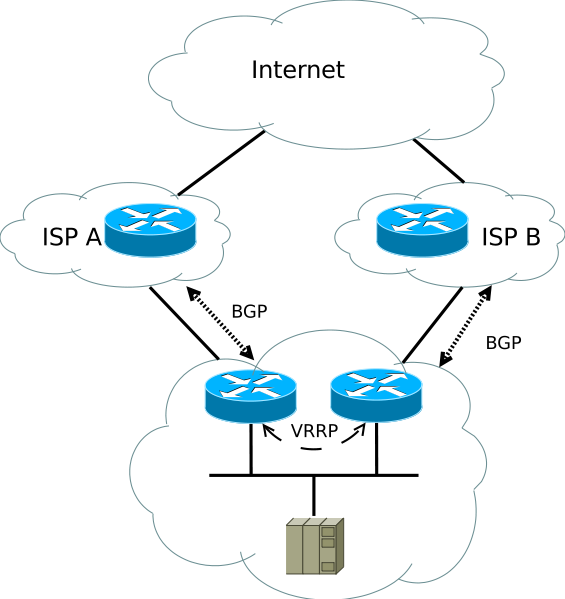 Internet
ISP A
ISP B
BGP
BGP
VRRP